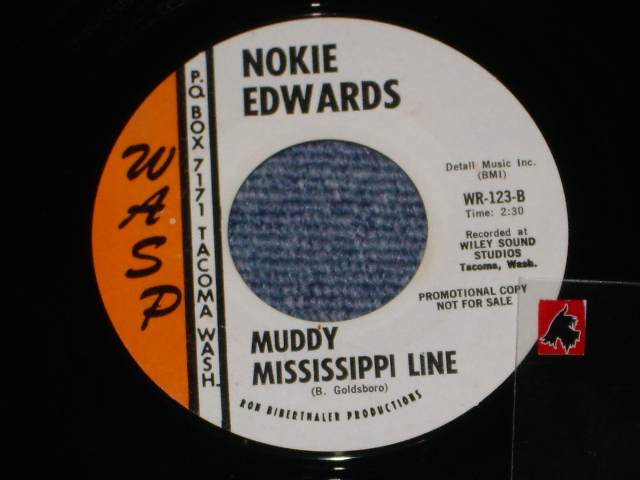 NOKIE
EDWARDS
WASP
P.O. BOX 7171 TACOMA WASH.
Detail Music Inc.
(BMI)
WR-123-B
Time: 2:30
Recorded at
WILEY SOUND
STUDIOS
Tacoma, Wash.
PROMOTIONAL COPY
NOT FOR SALE
MUDDY
MISSISSIPPI LINE
(B. Goldsboro)
RON BIBERTHALER PRODUCTIONS